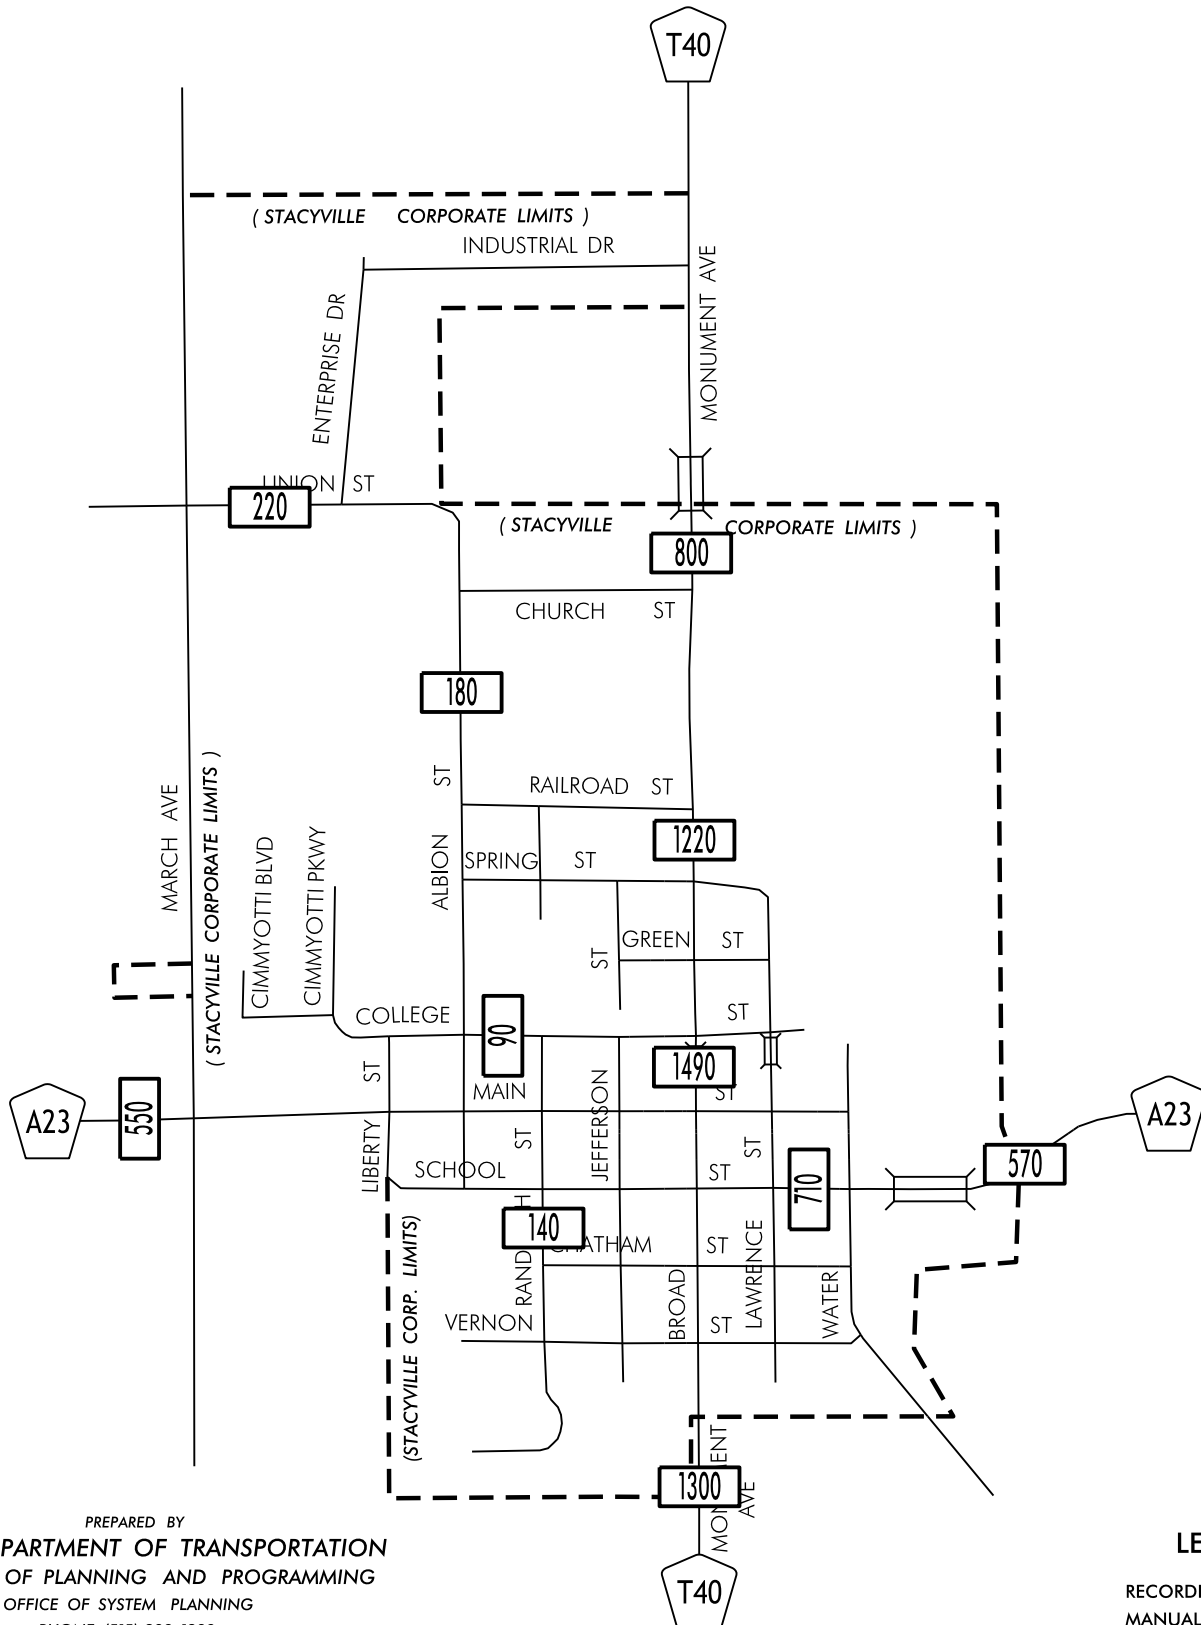 T40
( STACYVILLE CORPORATE LIMITS )
INDUSTRIAL DR
MONUMENT AVE
ENTERPRISE DR
UNION ST
220
( STACYVILLE CORPORATE LIMITS )
800
CHURCH ST
180
RAILROAD ST
MARCH AVE
( STACYVILLE CORPORATE LIMITS )
CIMMYOTTI BLVD
CIMMYOTTI PKWY
ALBION ST
1220
SPRING ST
GREEN ST
COLLEGE ST
90
1490
MAIN ST
A23
550
LIBERTY ST
JEFFERSON ST
SCHOOL ST
710
570
A23
140
CHATHAM ST
(STACYVILLE CORP. LIMITS)
RAND H ST
BROAD
LAWRENCE ST
WATER
VERNON ST
1300
MONUMENT AVE
T40
PREPARED BY
PARTMENT OF TRANSPORTATION
OF PLANNING AND PROGRAMMING
OFFICE OF SYSTEM PLANNING
LE
RECORDI
MANUAL